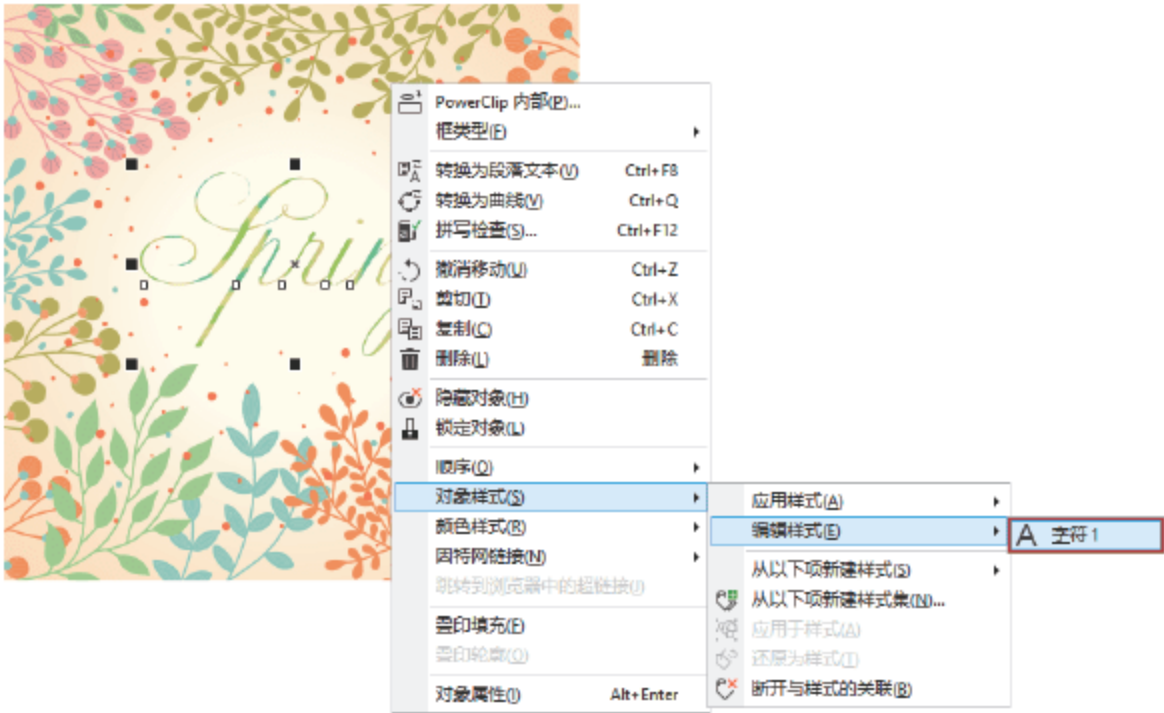 Sprin
PowerClip 内部(P)...
框类型(F)
转换为段落文本(V) Ctrl+F8
转换为曲线(V) Ctrl+Q
拼写检查(S)... Ctrl+F12
撤消移动(U) Ctrl+Z
剪切(T) Ctrl+X
复制(C) Ctrl+C
删除(L) 删除
隐藏对象(H)
锁定对象(L)
顺序(O)
对象样式(S)
颜色样式(R)
因特网链接(N)
跳转到浏览器中的超链接(J)
叠印填充(F)
叠印轮廓(O)
对象属性(I) Alt+Enter
应用样式(A)
编辑样式(E)
从以下项新建样式(S)
从以下项新建样式集(N)...
应用于样式(A)
还原为样式(T)
断开与样式的关联(B)
字符 1